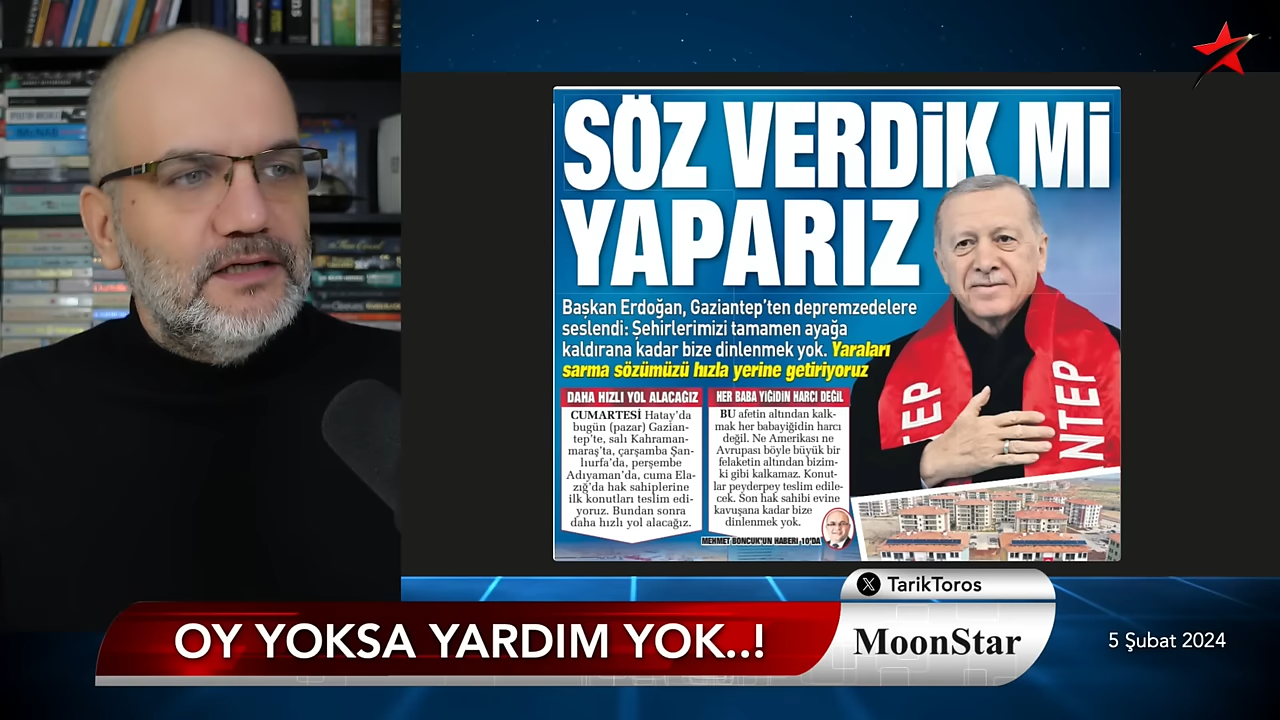 SÖZ VERDİK Mİ
YAPARIZ
Başkan Erdoğan, Gaziantep'ten depremzedelere
seslendi: Şehirlerimizi tamamen ayağa
kaldırana kadar bize dinlenmek yok. Yaraları
sarma sözümüzü hızla yerine getiriyoruz
DAHA HIZLI YOL ALACAĞIZ
CUMARTESİ Hatay'da
bugün (pazar) Gazian-
tep'te, salı Kahraman-
maraş'ta, çarşamba Şan-
lıurfa'da, perşembe
Adıyaman'da, cuma Ela-
zığ'da hak sahiplerine
ilk konutları teslim edi-
yoruz. Bundan sonra
daha hızlı yol alacağız.
HER BABA YİĞİDİN HARCI DEĞİL
BU afetin altından kalk-
mak her babayiğidin harcı
değil. Ne Amerikası ne
Avrupası böyle büyük bir
felaketin altından bizim-
ki gibi kalkamaz. Konut-
lar peyderpey teslim edile-
cek. Son hak sahibi evine
kavuşana kadar bize
dinlenmek yok.
MEHMET BONCUK'UN HABERİ 10'DA
TEP
ANTEP
TarikToros
OY YOKSA YARDIM YOK..!
MoonStar
5 Şubat 2024